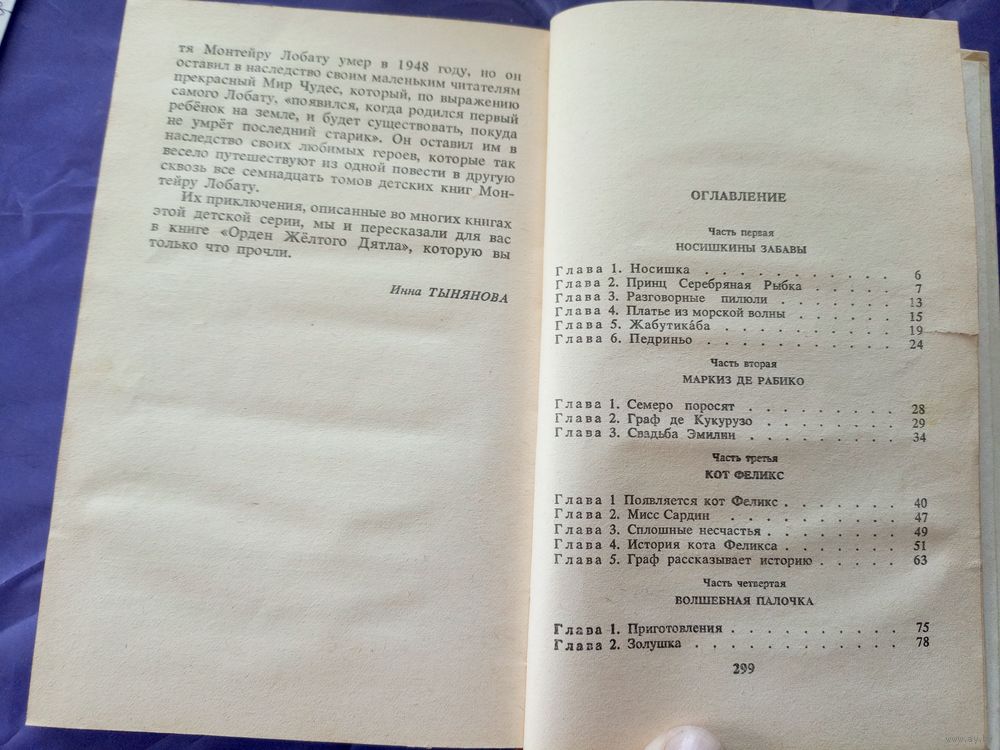 тя Монтейру Лобату умер в 1948 году, но он
оставил в наследство своим маленьким читателям
прекрасный Мир Чудес, который, по выражению
самого Лобату, «появился, когда родился первый
ребёнок на земле, и будет существовать, покуда
не умрёт последний старик». Он оставил им в
наследство своих любимых героев, которые так
весело путешествуют из одной повести в другую
сквозь все семнадцать томов детских книг Мон-
тейру Лобату.
Их приключения, описанные во многих книгах
этой детской серии, мы и пересказали для вас
в книге «Орден Жёлтого Дятла», которую вы
только что прочли.
Инна ТЫНЯНОВА
ОГЛАВЛЕНИЕ
Часть первая
НОСИШКИНЫ ЗАБАВЫ
Глава 1. Носишка . . . . . . . . . . . 6
Глава 2. Принц Серебряная Рыбка . . . . . 7
Глава 3. Разговорные пилюли . . . . . . . 13
Глава 4. Платье из морской волны . . . . . . 15
Глава 5. Жабутика́ба . . . . . . . . . . 19
Глава 6. Педриньо . . . . . . . . . . . 24
Часть вторая
МАРКИЗ ДЕ РАБИКО
Глава 1. Семеро поросят . . . . . . . . . 28
Глава 2. Граф де Кукурузо . . . . . . . . 29
Глава 3. Свадьба Эмилии . . . . . . . . . 34
Часть третья
КОТ ФЕЛИКС
Глава 1 Появляется кот Феликс . . . . . . . 40
Глава 2. Мисс Сардин . . . . . . . . . . 47
Глава 3. Сплошные несчастья . . . . . . . 49
Глава 4. История кота Феликса . . . . . . . 51
Глава 5. Граф рассказывает историю . . . . . 63
Часть четвертая
ВОЛШЕБНАЯ ПАЛОЧКА
Глава 1. Приготовления . . . . . . . . . 75
Глава 2. Золушка . . . . . . . . . . . 78
299